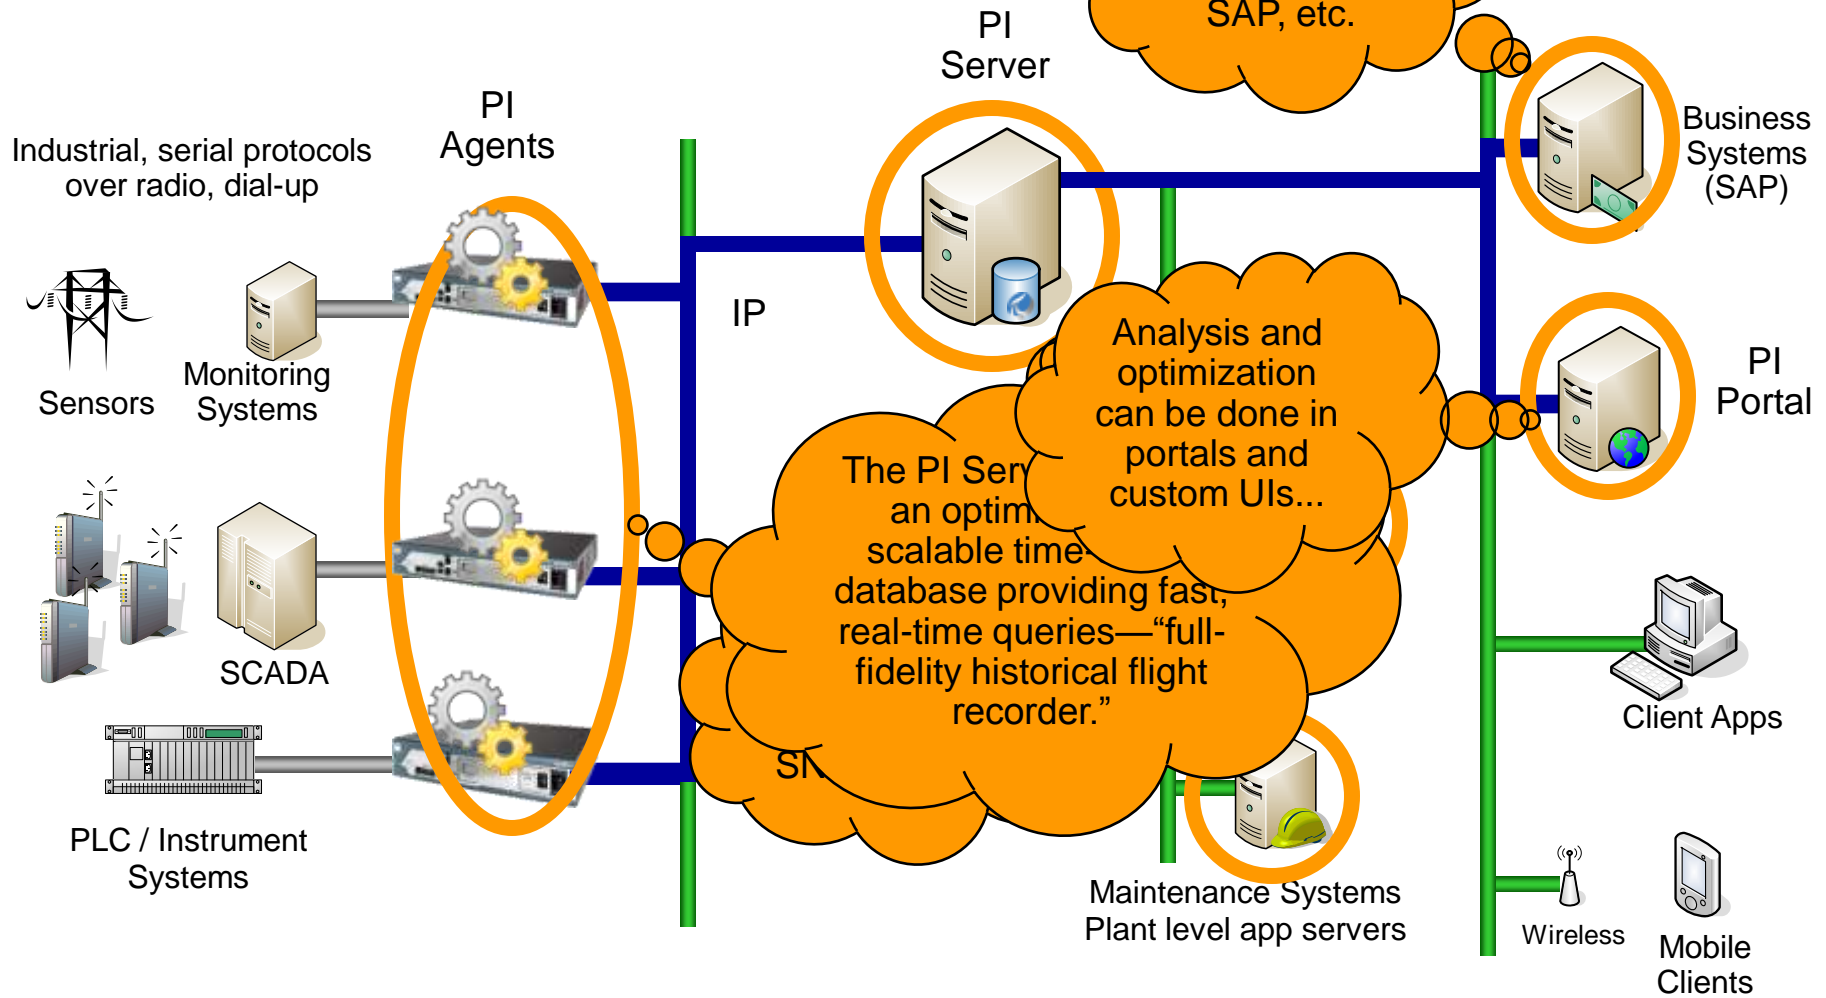 SAP, etc.
PI
Server
PI
Agents
Industrial, serial protocols
over radio, dial-up
Business
Systems
(SAP)
IP
Sensors
Monitoring
Systems
Analysis and
optimization
can be done in
portals and
custom UIs...
PI
Portal
The PI
an
scalable
database providing fast,
real-time queries—“full-
fidelity historical flight
recorder.”
SCADA
Client Apps
PLC / Instrument
Systems
Maintenance Systems
Plant level app servers
Wireless
Mobile
Clients